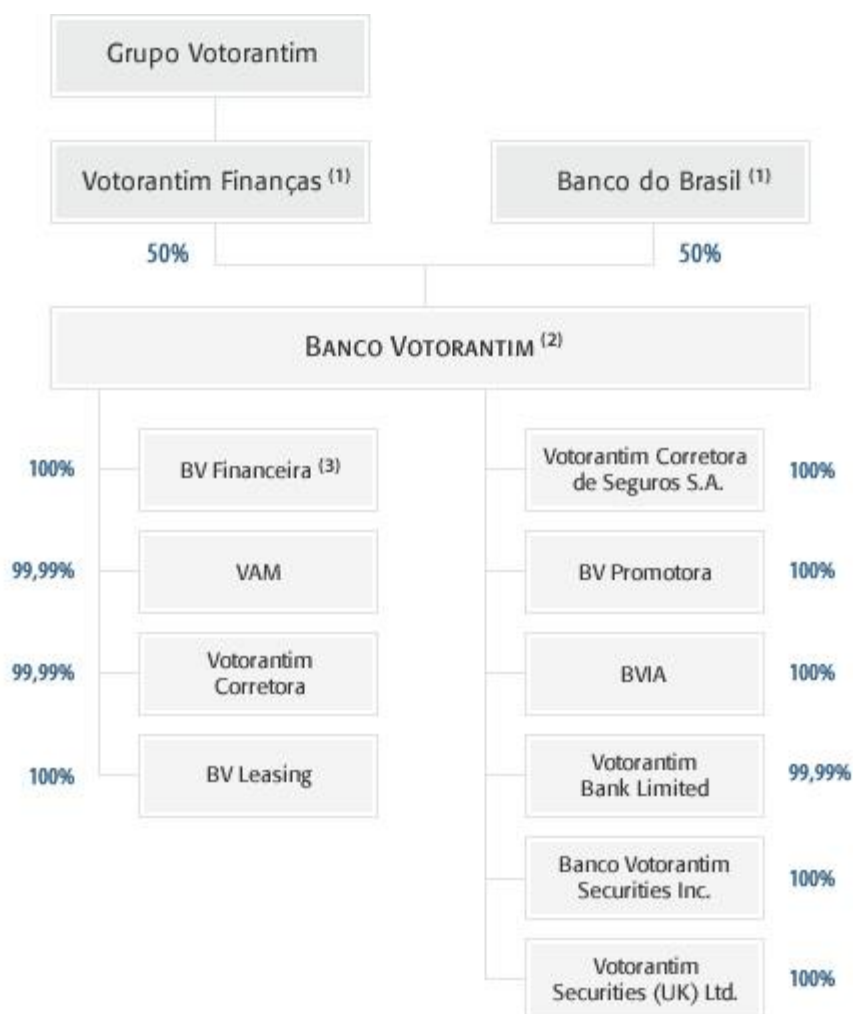 Grupo Votorantim
Votorantim Finanças (1)
Banco do Brasil (1)
50%
50%
BANCO VOTORANTIM (2)
100%
BV Financeira (3)
99,99%
VAM
99,99%
Votorantim
Corretora
100%
BV Leasing
Votorantim Corretora
de Seguros S.A.
100%
BV Promotora
100%
BVIA
100%
Votorantim
Bank Limited
99,99%
Banco Votorantim
Securities Inc.
100%
Votorantim
Securities (UK) Ltd.
100%